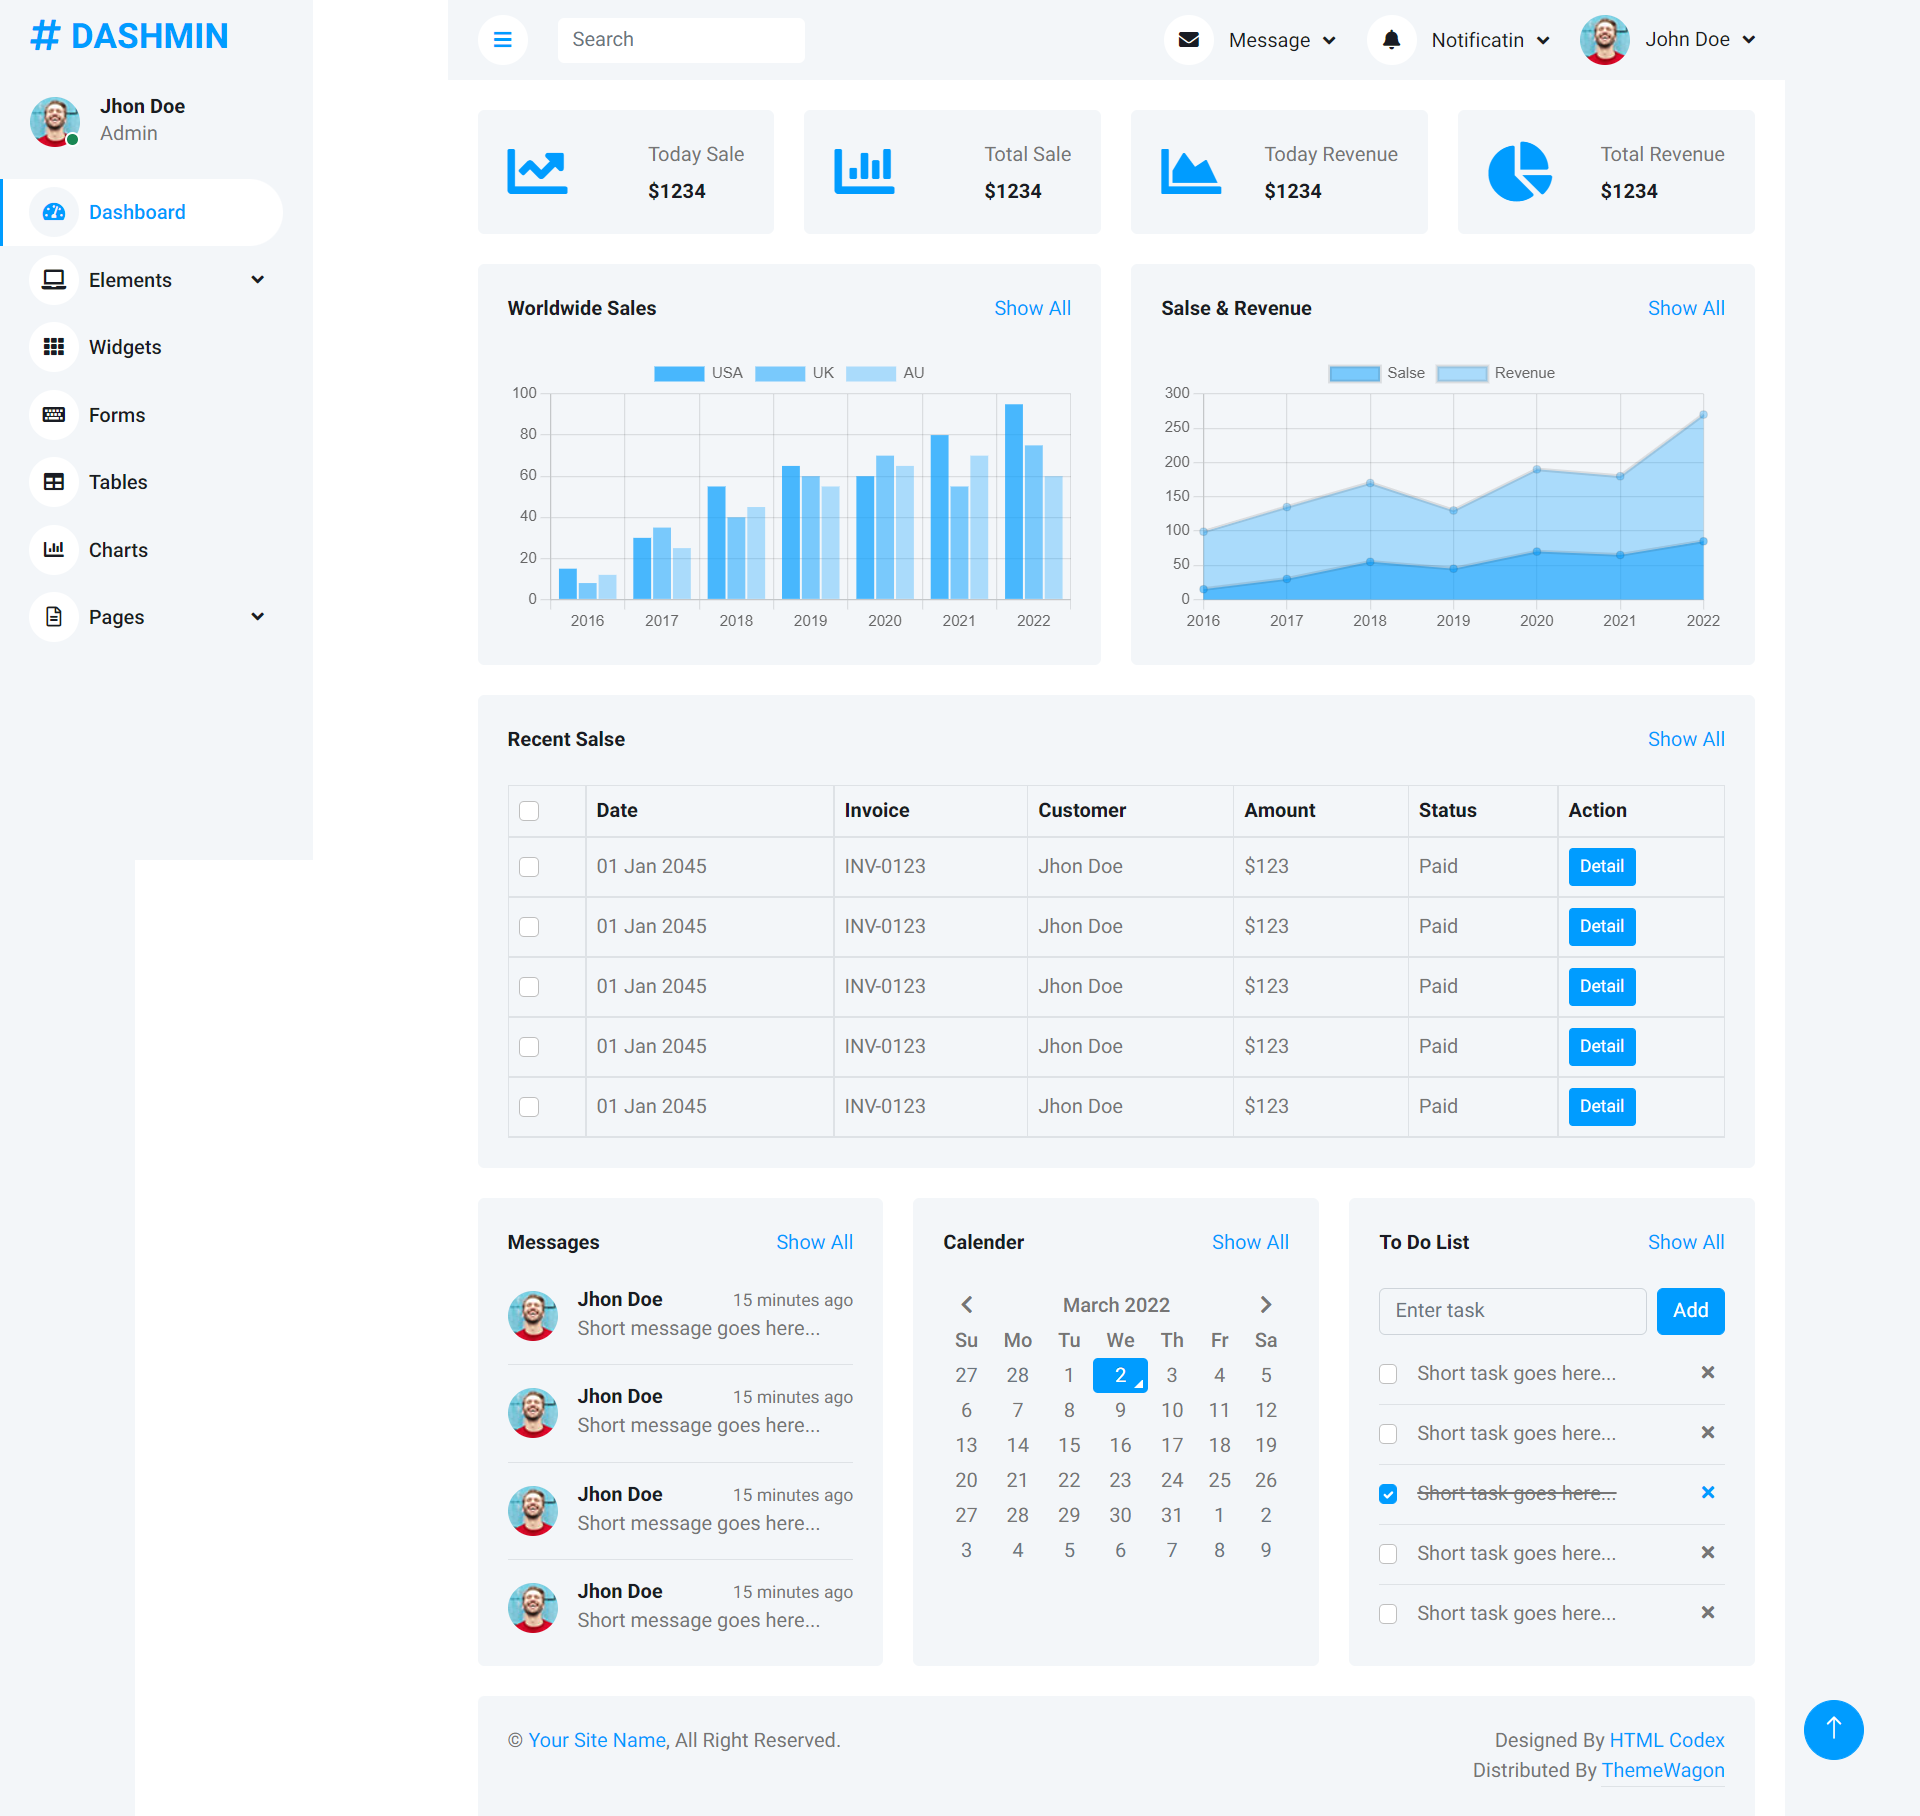 DASHMIN
Jhon Doe
Admin
Dashboard
Elements
Widgets
Forms
Tables
Charts
Pages
Search
Message
Notificatin
John Doe
Today Sale
$1234
Total Sale
$1234
Today Revenue
$1234
Total Revenue
$1234
Worldwide Sales Show All
USA UK AU
100
80
60
40
20
0
2016 2017 2018 2019 2020 2021 2022
Salse & Revenue Show All
Salse Revenue
300
250
200
150
100
50
0
2016 2017 2018 2019 2020 2021 2022
Recent Salse Show All
Date Invoice Customer Amount Status Action
01 Jan 2045 INV-0123 Jhon Doe $123 Paid Detail
01 Jan 2045 INV-0123 Jhon Doe $123 Paid Detail
01 Jan 2045 INV-0123 Jhon Doe $123 Paid Detail
01 Jan 2045 INV-0123 Jhon Doe $123 Paid Detail
01 Jan 2045 INV-0123 Jhon Doe $123 Paid Detail
Messages Show All
Jhon Doe 15 minutes ago
Short message goes here...
Jhon Doe 15 minutes ago
Short message goes here...
Jhon Doe 15 minutes ago
Short message goes here...
Jhon Doe 15 minutes ago
Short message goes here...
Calender Show All
March 2022
Su Mo Tu We Th Fr Sa
27 28 1 2 3 4 5
6 7 8 9 10 11 12
13 14 15 16 17 18 19
20 21 22 23 24 25 26
27 28 29 30 31 1 2
3 4 5 6 7 8 9
To Do List Show All
Enter task Add
Short task goes here...
Short task goes here...
Short task goes here...
Short task goes here...
Short task goes here...
© Your Site Name, All Right Reserved.
Designed By HTML Codex
Distributed By ThemeWagon